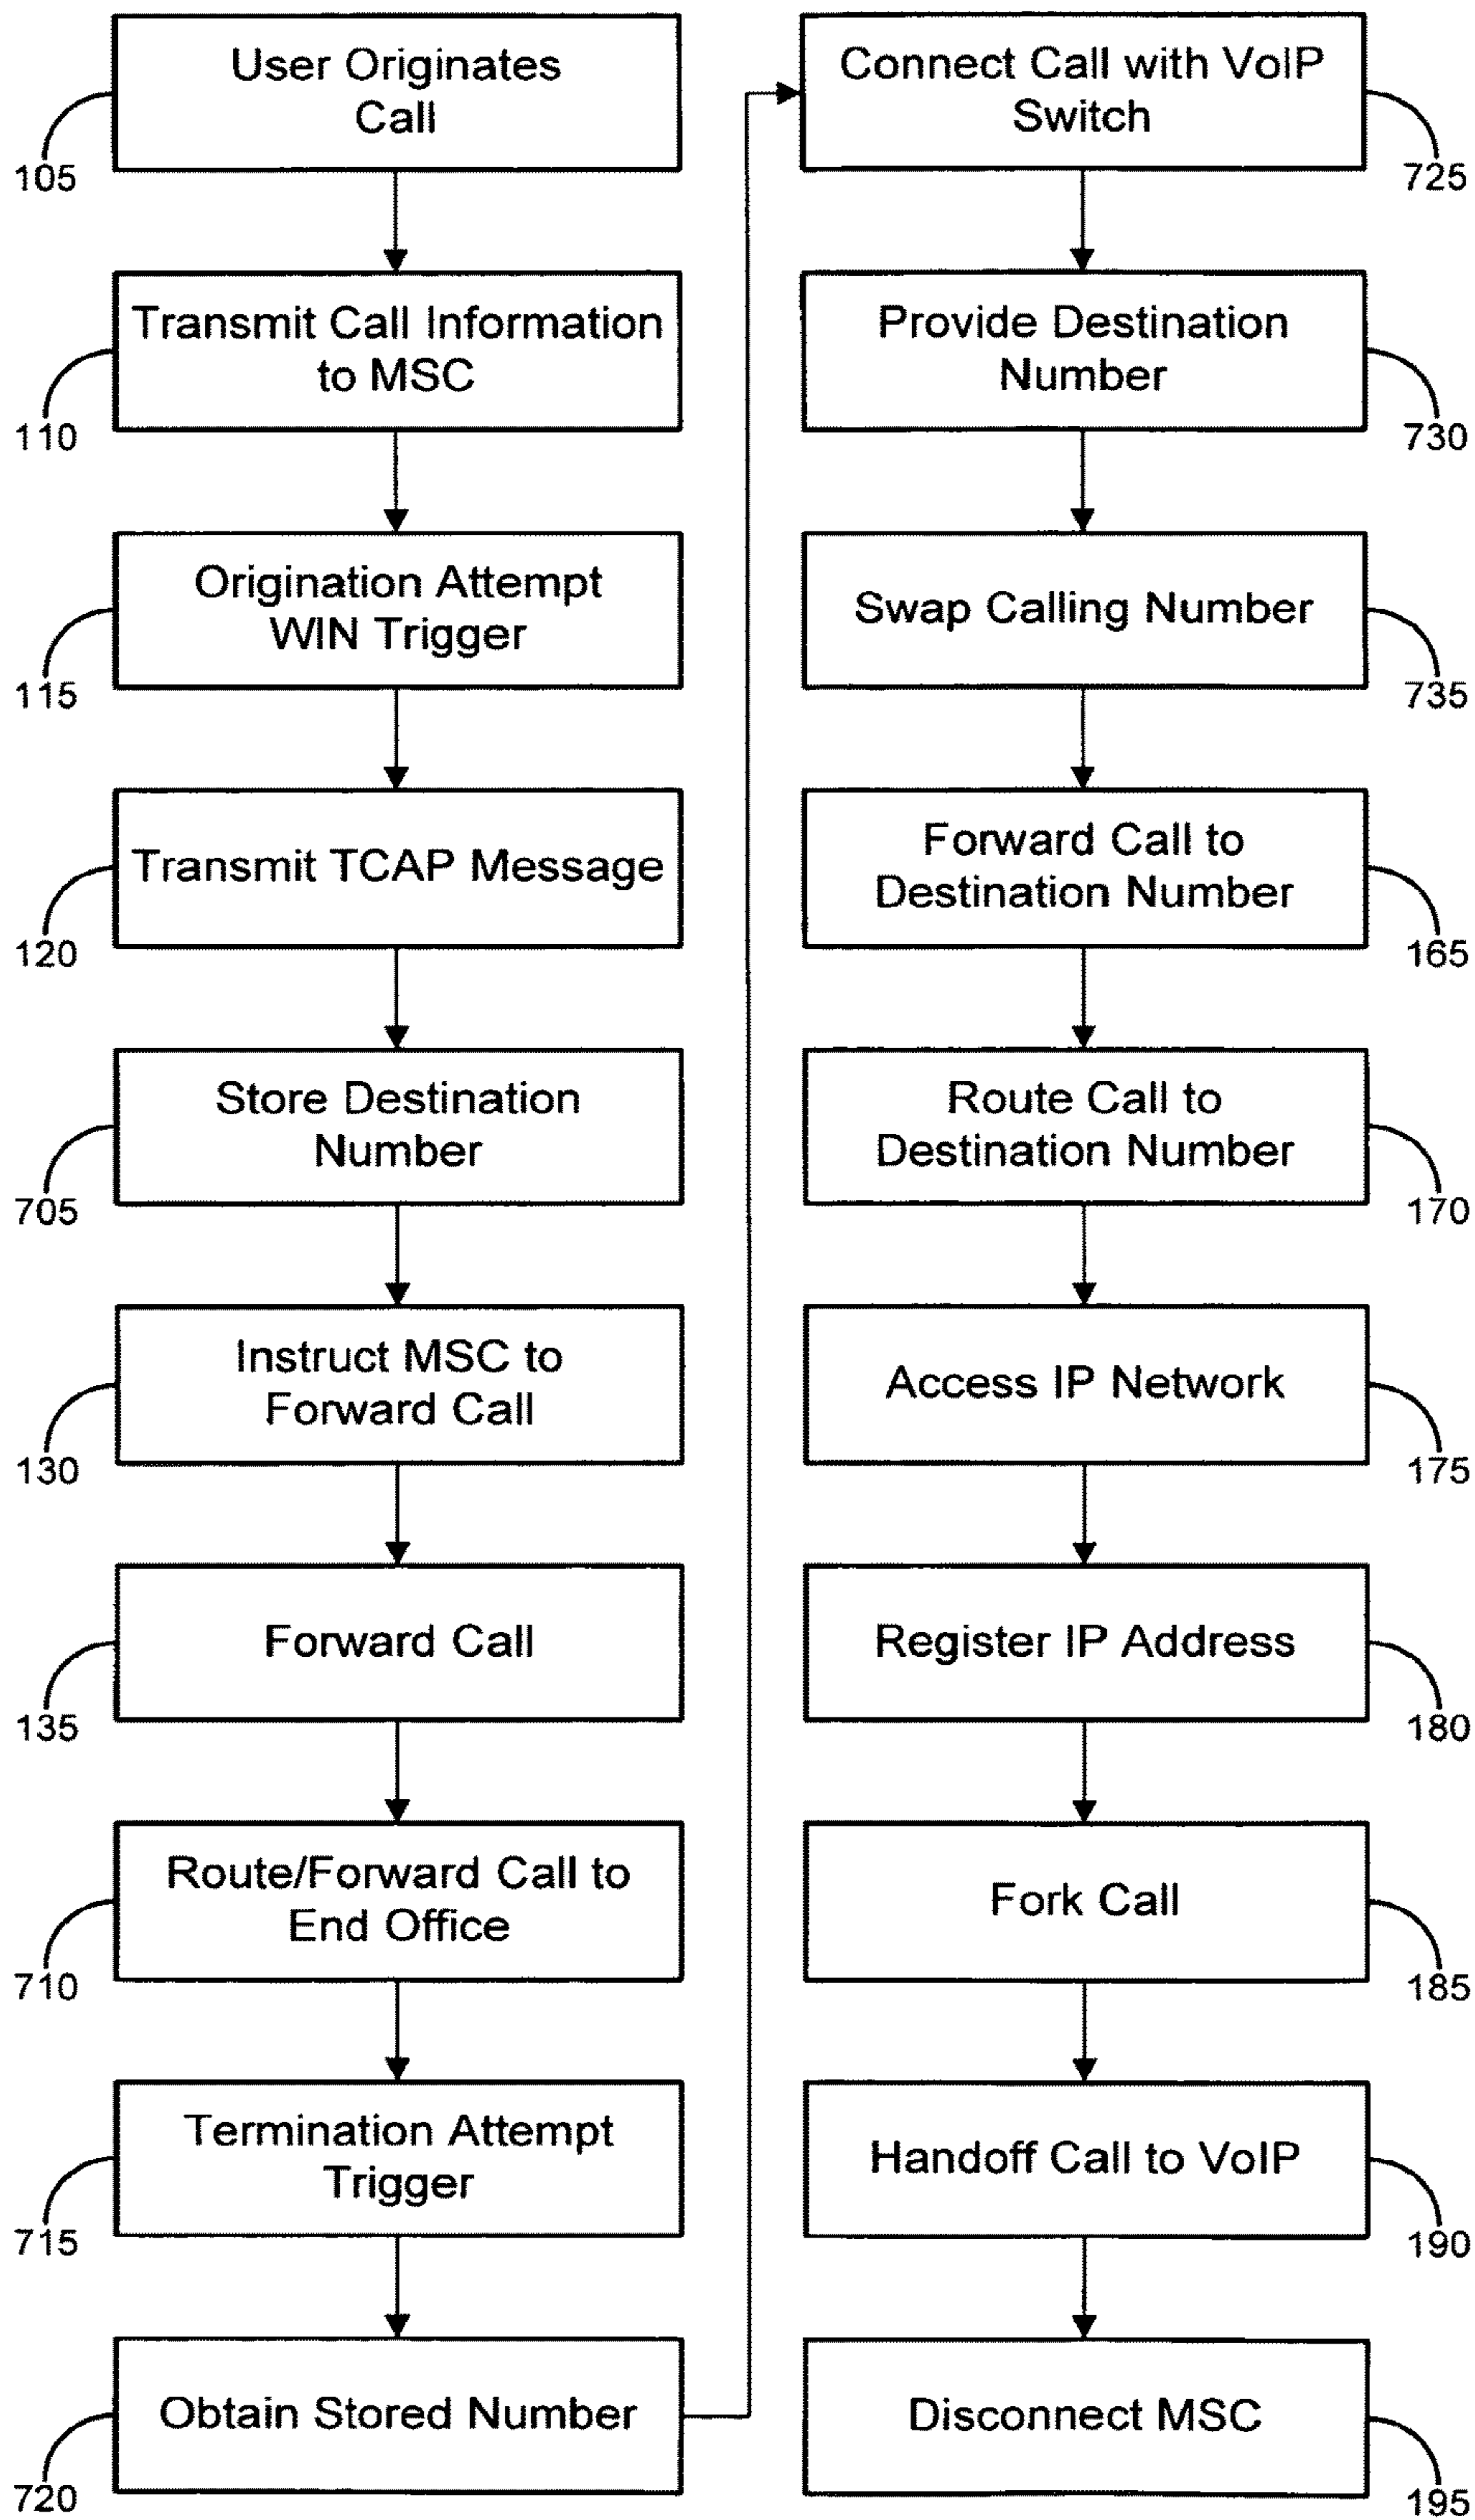 User Originates
Call
105
Transmit Call Information
to MSC
110
Origination Attempt
WIN Trigger
115
Transmit TCAP Message
120
Store Destination
Number
705
Instruct MSC to
Forward Call
130
Forward Call
135
Route/Forward Call to
End Office
710
Termination Attempt
Trigger
715
Obtain Stored Number
720
Connect Call with VoIP
Switch
725
Provide Destination
Number
730
Swap Calling Number
735
Forward Call to
Destination Number
165
Route Call to
Destination Number
170
Access IP Network
175
Register IP Address
180
Fork Call
185
Handoff Call to VoIP
190
Disconnect MSC
195